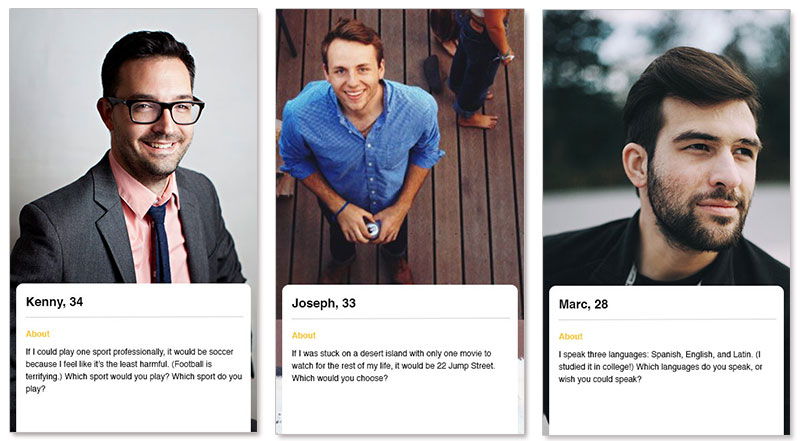 Kenny, 34
About
If I could play one sport professionally, it would be soccer
because I feel like it's the least harmful. (Football is
terrifying.) Which sport would you play? Which sport do you
play?
Joseph, 33
About
If I was stuck on a desert island with only one movie to
watch for the rest of my life, it would be 22 Jump Street.
Which would you choose?
Marc, 28
About
I speak three languages: Spanish, English, and Latin. (I
studied it in college!) Which languages do you speak, or
wish you could speak?